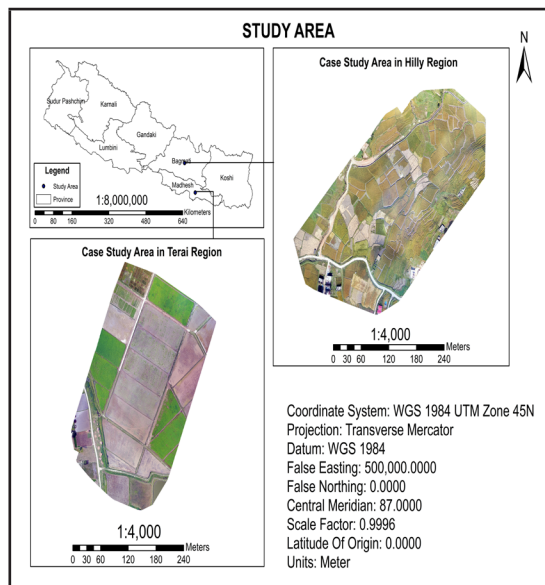 STUDY AREA
N
Sudur Pashchim
Karnali
Gandaki
Lumbini
Bagmati
Madhesh
Koshi
Legend
Study Area
Province
1:8,000,000
Kilometers
0 80 160 320 480 640
Case Study Area in Hilly Region
1:4,000
Meters
0 30 60 120 180 240
Case Study Area in Terai Region
1:4,000
Meters
0 30 60 120 180 240
Coordinate System: WGS 1984 UTM Zone 45N
Projection: Transverse Mercator
Datum: WGS 1984
False Easting: 500,000.0000
False Northing: 0.0000
Central Meridian: 87.0000
Scale Factor: 0.9996
Latitude Of Origin: 0.0000
Units: Meter